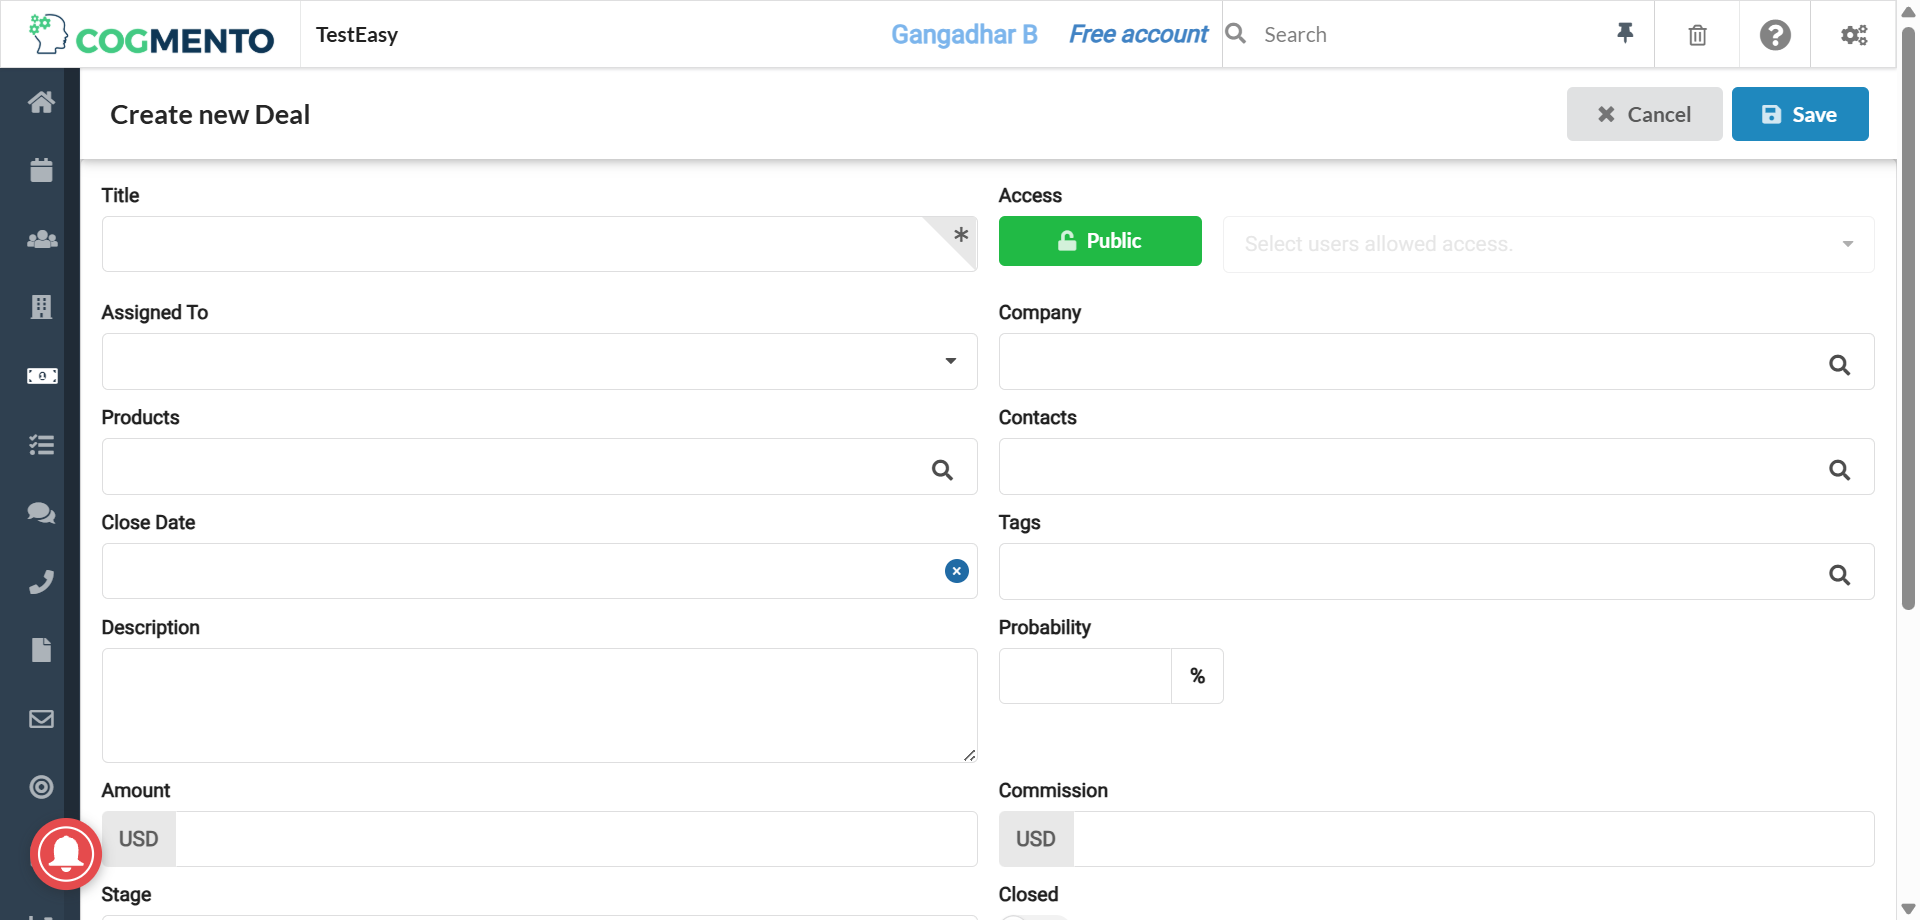 COGMENTO
TestEasy
Gangadhar B
Free account
Search
Create new Deal
Cancel
Save
Title
*
Access
Public
Select users allowed access.
Assigned To
Company
Products
Contacts
Close Date
Tags
Description
Probability
%
Amount
USD
Commission
USD
Stage
Closed